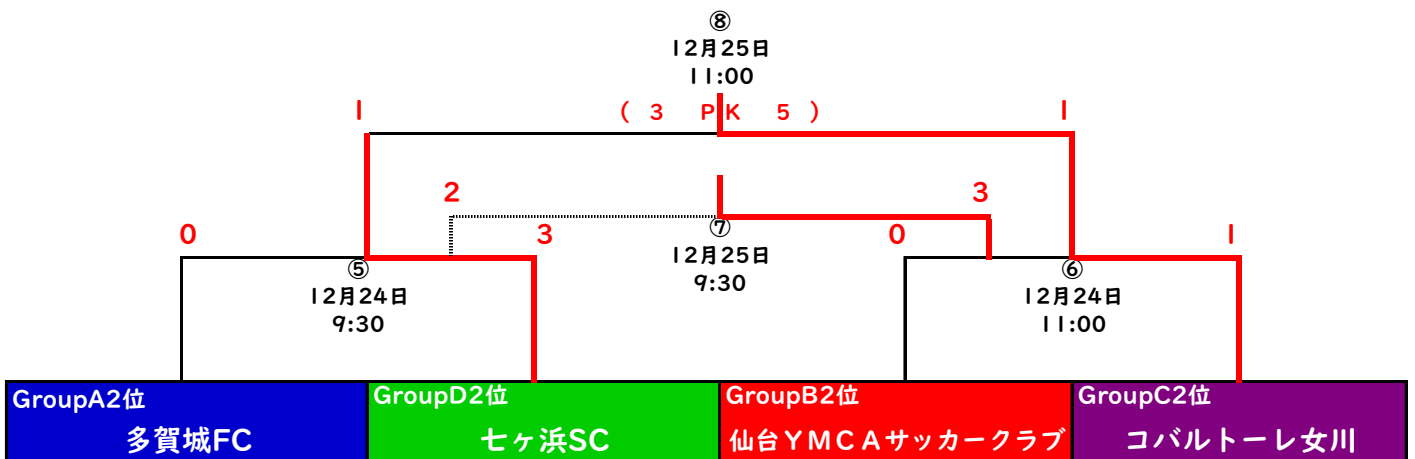 ⑧
12月25日
11:00
1 ( 3 PK 5 ) 1
2 3
0 3 0 1
⑦
12月25日
9:30
⑤
12月24日
9:30
⑥
12月24日
11:00
GroupA2位 GroupD2位 GroupB2位 GroupC2位
多賀城FC 七ヶ浜SC 仙台YMCAサッカークラブ コバルトーレ女川